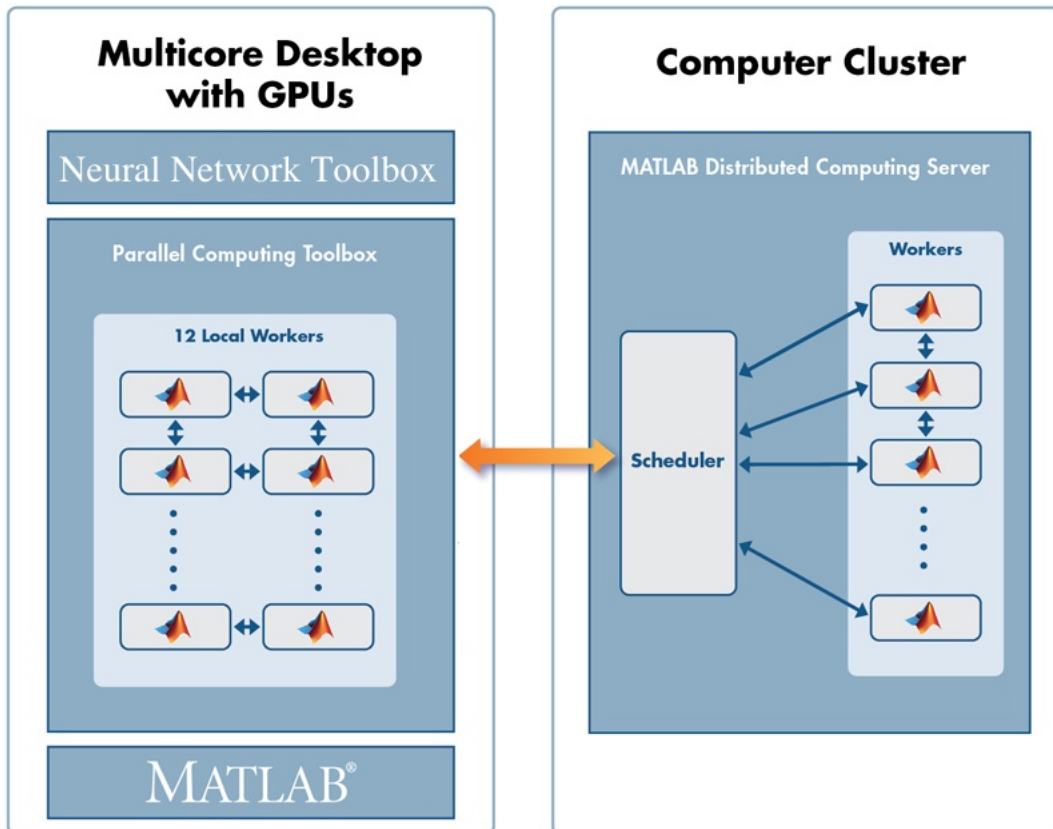 Multicore Desktop
with GPUs
Neural Network Toolbox
Parallel Computing Toolbox
12 Local Workers
MATLAB®
Computer Cluster
MATLAB Distributed Computing Server
Workers
Scheduler